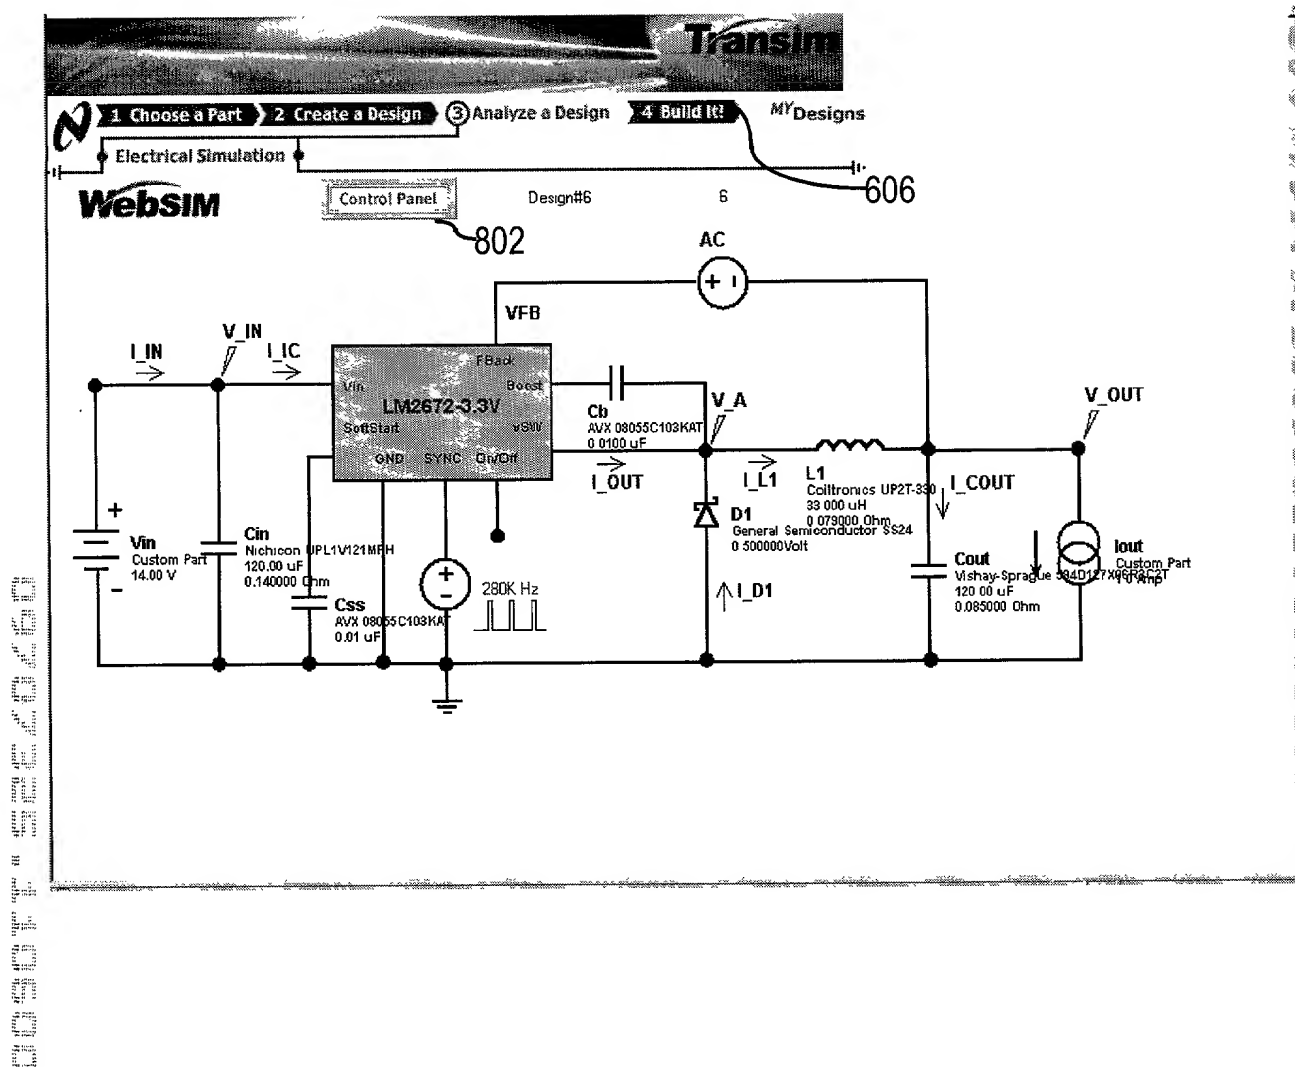 Transim
1 Choose a Part 2 Create a Design 3 Analyze a Design 4 Build It! MY Designs
Electrical Simulation
WebSIM
Control Panel
Design#6
6
606
802
AC
VFB
V_IN
I_IN
I_IC
FBack
Vin
Boost
LM2672-3.3V
SoftStart
vSW
GND SYNC On/Off
Cb
AVX 08055C103KAT
0.0100 uF
V_A
V_OUT
I_OUT
I_L1
L1
Coiltronics UP2T-330
33.000 uH
0.079000 Ohm
I_COUT
D1
General Semiconductor SS24
0.500000Volt
+
Vin
Custom Part
14.00 V
-
Cin
Nichicon UPL1V121MPH
120.00 uF
0.140000 Ohm
Css
AVX 08055C103KAT
0.01 uF
+
-
280K Hz
I_D1
Cout
Vishay-Sprague
120.00 uF
0.085000 Ohm
Iout
Custom Part
Amp